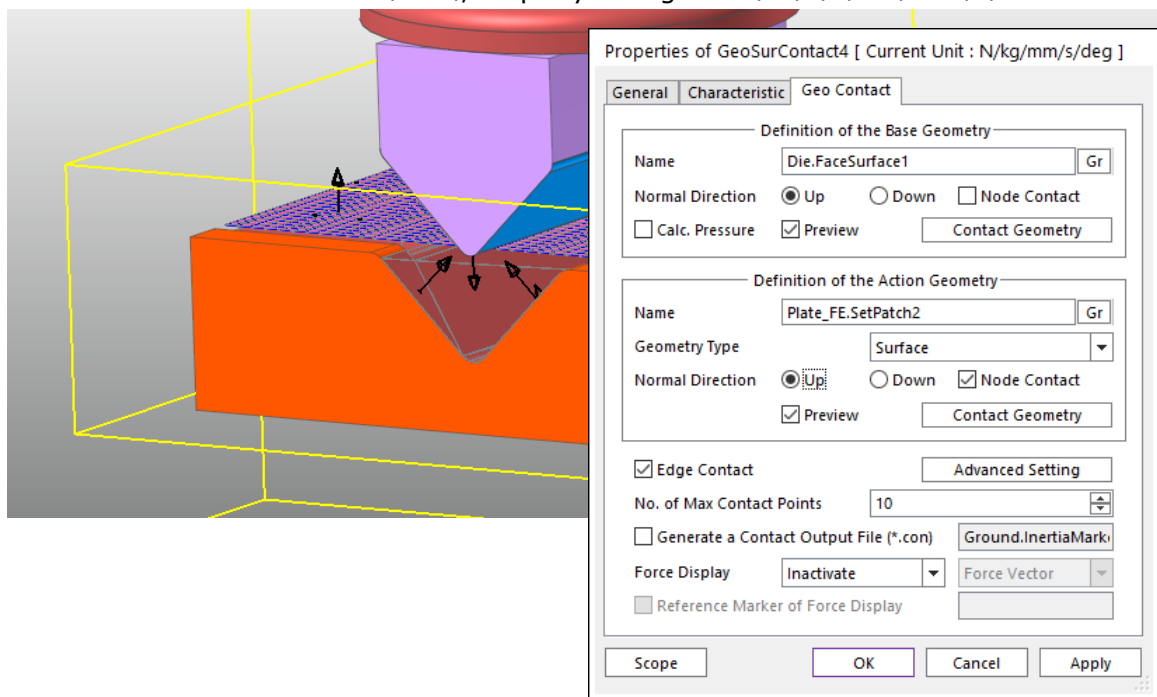 Properties of GeoSurContact4 [ Current Unit : N/kg/mm/s/deg ]
General Characteristic Geo Contact
Definition of the Base Geometry
Name Die.FaceSurface1 Gr
Normal Direction Up Down Node Contact
Calc. Pressure Preview Contact Geometry
Definition of the Action Geometry
Name Plate_FE.SetPatch2 Gr
Geometry Type Surface
Normal Direction Up Down Node Contact
Preview Contact Geometry
Edge Contact Advanced Setting
No. of Max Contact Points 10
Generate a Contact Output File (*.con) Ground.InertiaMark
Force Display Inactivate Force Vector
Reference Marker of Force Display
Scope OK Cancel Apply